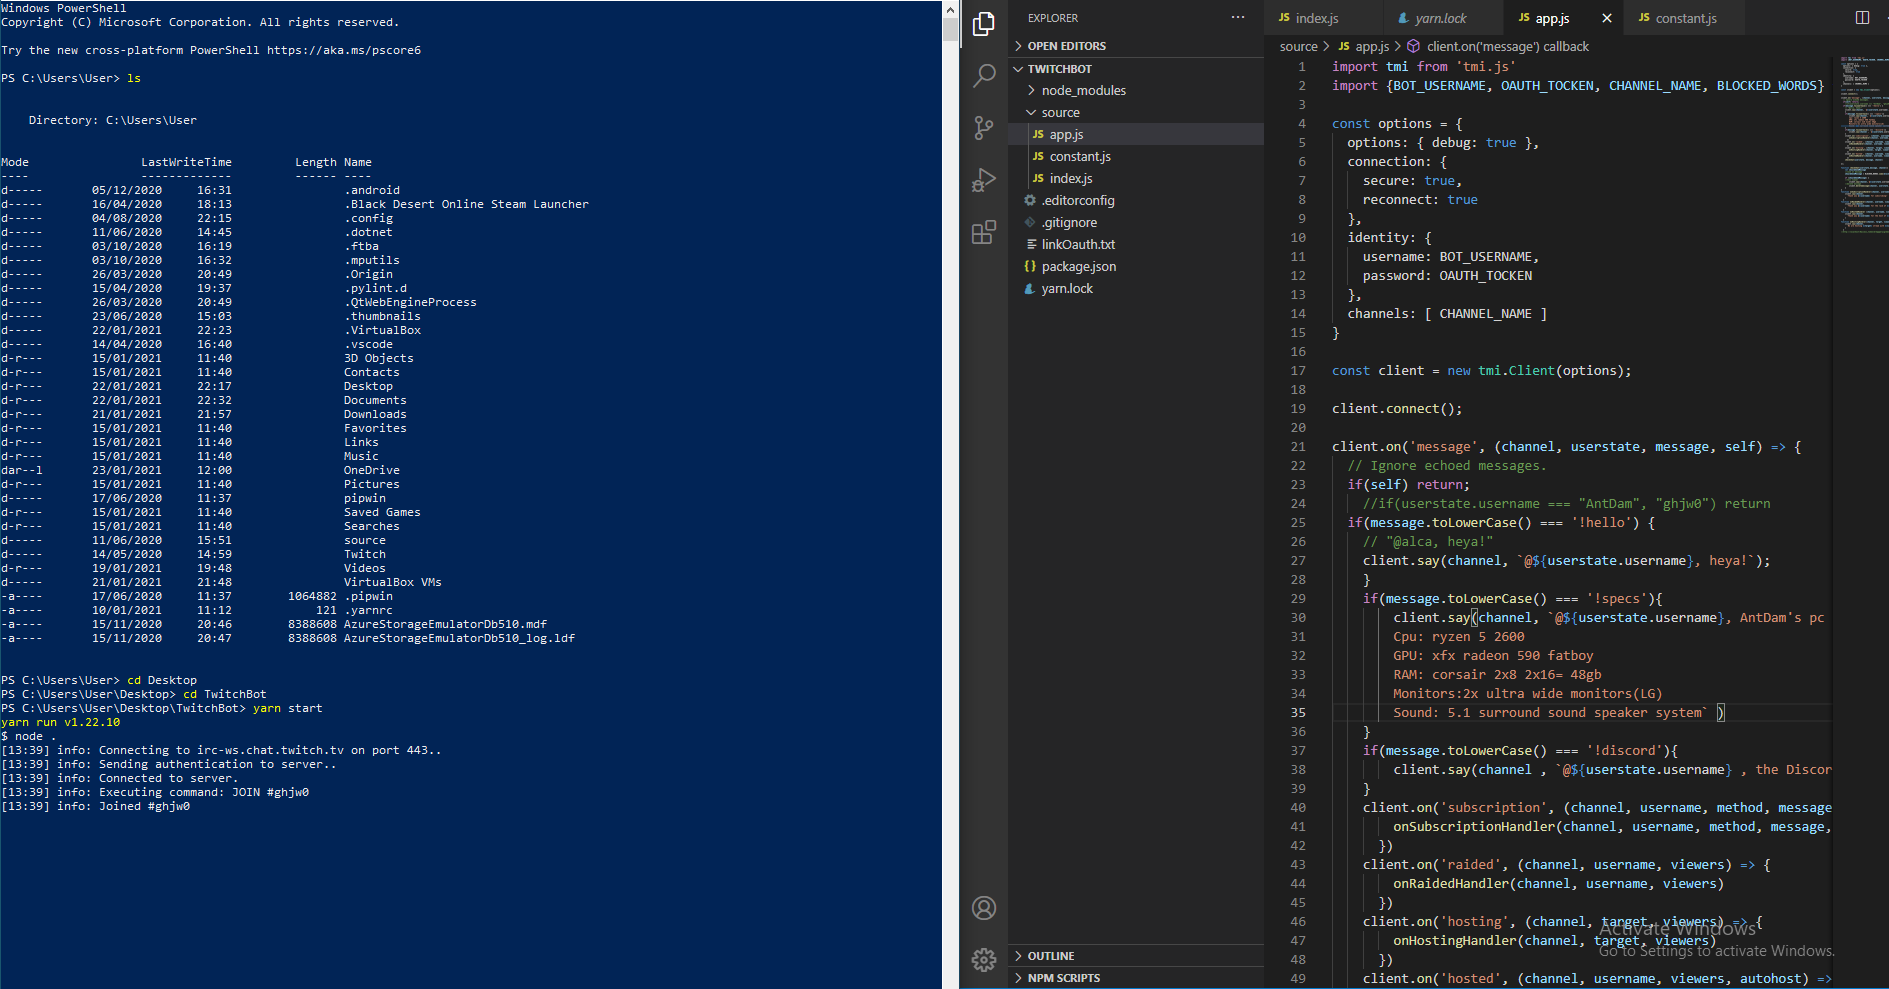 Windows PowerShell
Copyright (C) Microsoft Corporation. All rights reserved.
Try the new cross-platform PowerShell https://aka.ms/pscore6
PS C:\Users\User> ls
Directory: C:\Users\User
Mode LastWriteTime Length Name
---- ------------- ------ ----
d----- 05/12/2020 16:31 .android
d----- 16/04/2020 18:13 .Black Desert Online Steam Launcher
d----- 04/08/2020 22:15 .config
d----- 11/06/2020 14:45 .dotnet
d----- 03/10/2020 16:19 .ftba
d----- 03/10/2020 16:32 .mputils
d----- 26/03/2020 20:49 .Origin
d----- 15/04/2020 19:37 .pylint.d
d----- 26/03/2020 20:49 .QtWebEngineProcess
d----- 23/06/2020 15:03 .thumbnails
d----- 22/01/2021 22:23 .VirtualBox
d----- 14/04/2020 16:40 .vscode
d-r--- 15/01/2021 11:40 3D Objects
d-r--- 15/01/2021 11:40 Contacts
d-r--- 22/01/2021 22:17 Desktop
d-r--- 22/01/2021 22:32 Documents
d-r--- 21/01/2021 21:57 Downloads
d-r--- 15/01/2021 11:40 Favorites
d-r--- 15/01/2021 11:40 Links
d-r--- 15/01/2021 11:40 Music
dar--l 23/01/2021 12:00 OneDrive
d-r--- 15/01/2021 11:40 Pictures
d----- 17/06/2020 11:37 pipwin
d-r--- 15/01/2021 11:40 Saved Games
d-r--- 15/01/2021 11:40 Searches
d----- 11/06/2020 15:51 source
d----- 14/05/2020 14:59 Twitch
d-r--- 19/01/2021 19:48 Videos
d----- 21/01/2021 21:48 VirtualBox VMs
-a---- 17/06/2020 11:37 1064882 .pipwin
-a---- 10/01/2021 11:12 121 .yarnrc
-a---- 15/11/2020 20:46 8388608 AzureStorageEmulatorDb510.mdf
-a---- 15/11/2020 20:47 8388608 AzureStorageEmulatorDb510_log.ldf
PS C:\Users\User> cd Desktop
PS C:\Users\User\Desktop> cd TwitchBot
PS C:\Users\User\Desktop\TwitchBot> yarn start
yarn run v1.22.10
$ node .
[13:39] info: Connecting to irc-ws.chat.twitch.tv on port 443..
[13:39] info: Sending authentication to server..
[13:39] info: Connected to server.
[13:39] info: Executing command: JOIN #ghjw0
[13:39] info: Joined #ghjw0
EXPLORER ...
OPEN EDITORS
TWITCHBOT
node_modules
source
JS app.js
JS constant.js
JS index.js
.editorconfig
.gitignore
linkOauth.txt
{} package.json
yarn.lock
OUTLINE
NPM SCRIPTS
JS index.js yarn.lock JS app.js × JS constant.js
source > JS app.js > client.on('message') callback
1 import tmi from 'tmi.js'
2 import {BOT_USERNAME, OAUTH_TOCKEN, CHANNEL_NAME, BLOCKED_WORDS}
3
4 const options = {
5 options: { debug: true },
6 connection: {
7 secure: true,
8 reconnect: true
9 },
10 identity: {
11 username: BOT_USERNAME,
12 password: OAUTH_TOCKEN
13 },
14 channels: [ CHANNEL_NAME ]
15 }
16
17 const client = new tmi.Client(options);
18
19 client.connect();
20
21 client.on('message', (channel, userstate, message, self) => {
22 // Ignore echoed messages.
23 if(self) return;
24 //if(userstate.username === "AntDam", "ghjw0") return
25 if(message.toLowerCase() === '!hello') {
26 // "@alca, heya!"
27 client.say(channel, `@${userstate.username}, heya!`);
28 }
29 if(message.toLowerCase() === '!specs'){
30 client.say(channel, `@${userstate.username}, AntDam's pc
31 Cpu: ryzen 5 2600
32 GPU: xfx radeon 590 fatboy
33 RAM: corsair 2x8 2x16= 48gb
34 Monitors:2x ultra wide monitors(LG)
35 Sound: 5.1 surround sound speaker system` )
36 }
37 if(message.toLowerCase() === '!discord'){
38 client.say(channel , `@${userstate.username} , the Discor
39 }
40 client.on('subscription', (channel, username, method, message
41 onSubscriptionHandler(channel, username, method, message,
42 })
43 client.on('raided', (channel, username, viewers) => {
44 onRaidedHandler(channel, username, viewers)
45 })
46 client.on('hosting', (channel, target, viewers) => {
47 onHostingHandler(channel, target, viewers)
48 })
49 client.on('hosted', (channel, username, viewers, autohost) =>
Activate Windows
Go to Settings to activate Windows.